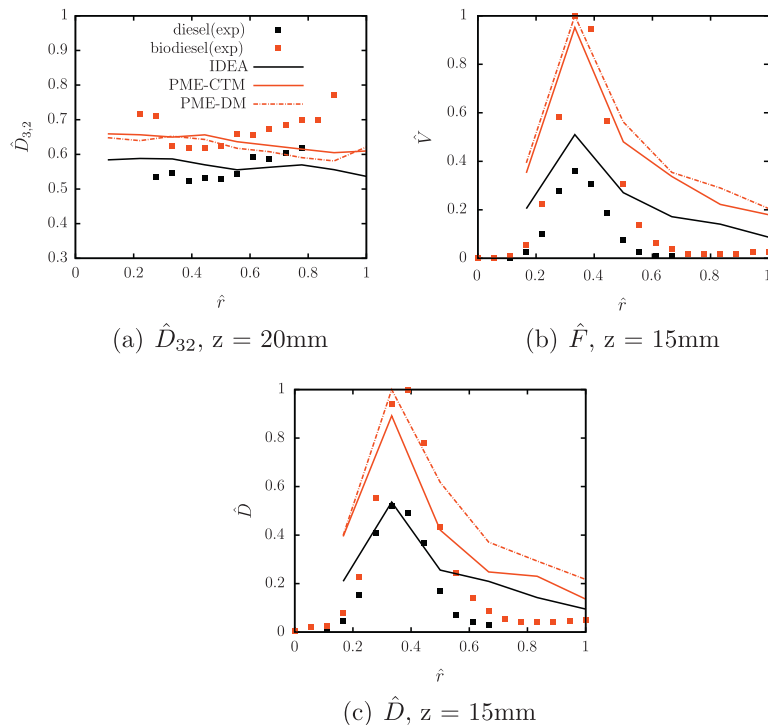 diesel(exp)
biodiesel(exp)
IDEA
PME-CTM
PME-DM
1
0.9
0.8
0.7
0.6
0.5
0.4
0.3
0 0.2 0.4 0.6 0.8 1
D̂3,2
r̂
(a) D̂32, z = 20mm
1
0.8
0.6
0.4
0.2
0
0 0.2 0.4 0.6 0.8 1
V̂
r̂
(b) F̂, z = 15mm
1
0.8
0.6
0.4
0.2
0
0 0.2 0.4 0.6 0.8 1
D̂
r̂
(c) D̂, z = 15mm